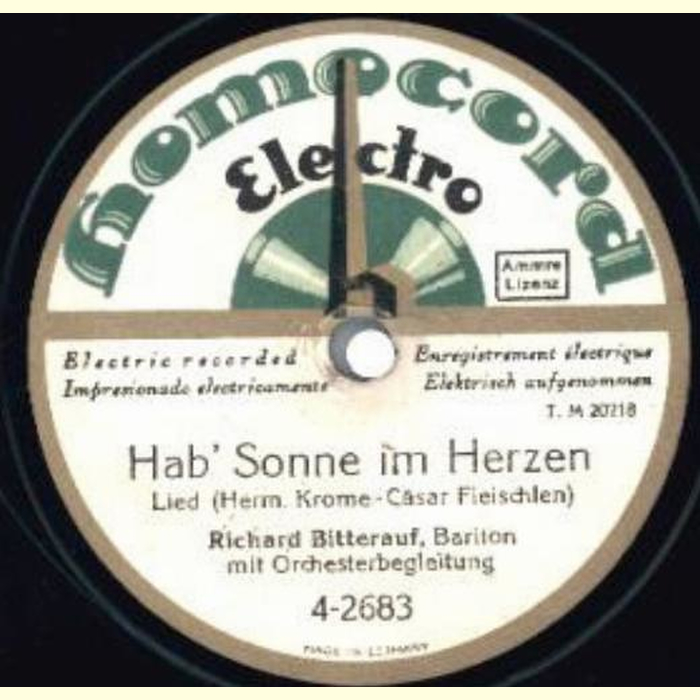 homocord
Electro
Ammre
Lizenz
Electric recorded
Impresionado electricamente
Enregistrement électrique
Elektrisch aufgenommen
T. M 20218
Hab' Sonne im Herzen
Lied (Herm. Krome-Cäsar Fleischlen)
Richard Bitterauf, Bariton
mit Orchesterbegleitung
4-2683
MADE IN GERMANY